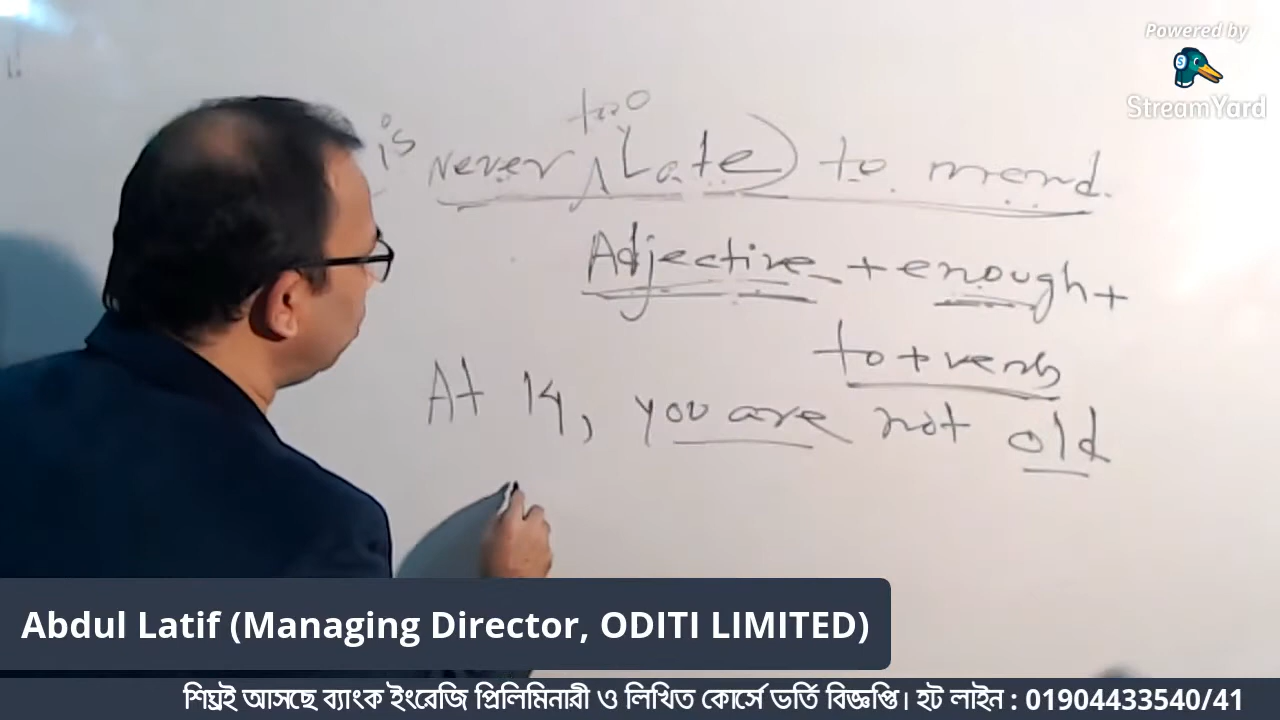 Powered by
StreamYard
too
is never ^ (Late) to mend.
Adjective + enough +
to + verb
At 14, you are not old
Abdul Latif (Managing Director, ODITI LIMITED)
শিঘ্রই আসছে ব্যাংক ইংরেজি প্রিলিমিনারী ও লিখিত কোর্সে ভর্তি বিজ্ঞপ্তি। হট লাইন : 01904433540/41